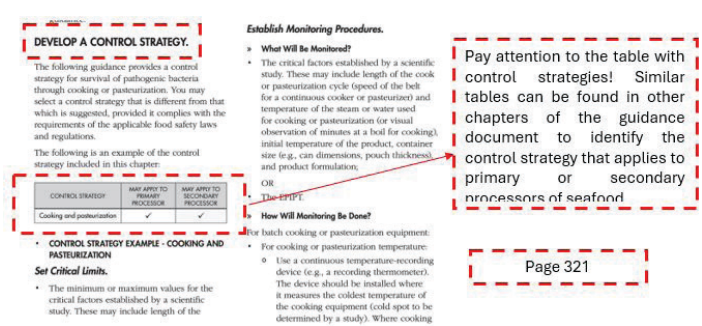 DEVELOP A CONTROL STRATEGY.
The following guidance provides a control
strategy for survival of pathogenic bacteria
through cooking or pasteurization. You may
select a control strategy that is different from that
which is suggested, provided it complies with the
requirements of the applicable food safety laws
and regulations.
The following is an example of the control
strategy included in this chapter:
CONTROL STRATEGY
MAY APPLY TO
PRIMARY
PROCESSOR
MAY APPLY TO
SECONDARY
PROCESSOR
Cooking and pasteurization ✓ ✓
• CONTROL STRATEGY EXAMPLE - COOKING AND
PASTEURIZATION
Set Critical Limits.
• The minimum or maximum values for the
critical factors established by a scientific
study. These may include length of the
Establish Monitoring Procedures.
» What Will Be Monitored?
• The critical factors established by a scientific
study. These may include length of the cook
or pasteurization cycle (speed of the belt
for a continuous cooker or pasteurizer) and
temperature of the steam or water used
for cooking or pasteurization (or visual
observation of minutes at a boil for cooking),
initial temperature of the product, container
size (e.g., can dimensions, pouch thickness),
and product formulation;
OR
• The EPIPT.
» How Will Monitoring Be Done?
For batch cooking or pasteurization equipment:
• For cooking or pasteurization temperature:
o Use a continuous temperature-recording
device (e.g., a recording thermometer).
The device should be installed where
it measures the coldest temperature of
the cooking equipment (cold spot to be
determined by a study). Where cooking
Pay attention to the table with
control strategies! Similar
tables can be found in other
chapters of the guidance
document to identify the
control strategy that applies to
primary or secondary
processors of seafood
Page 321